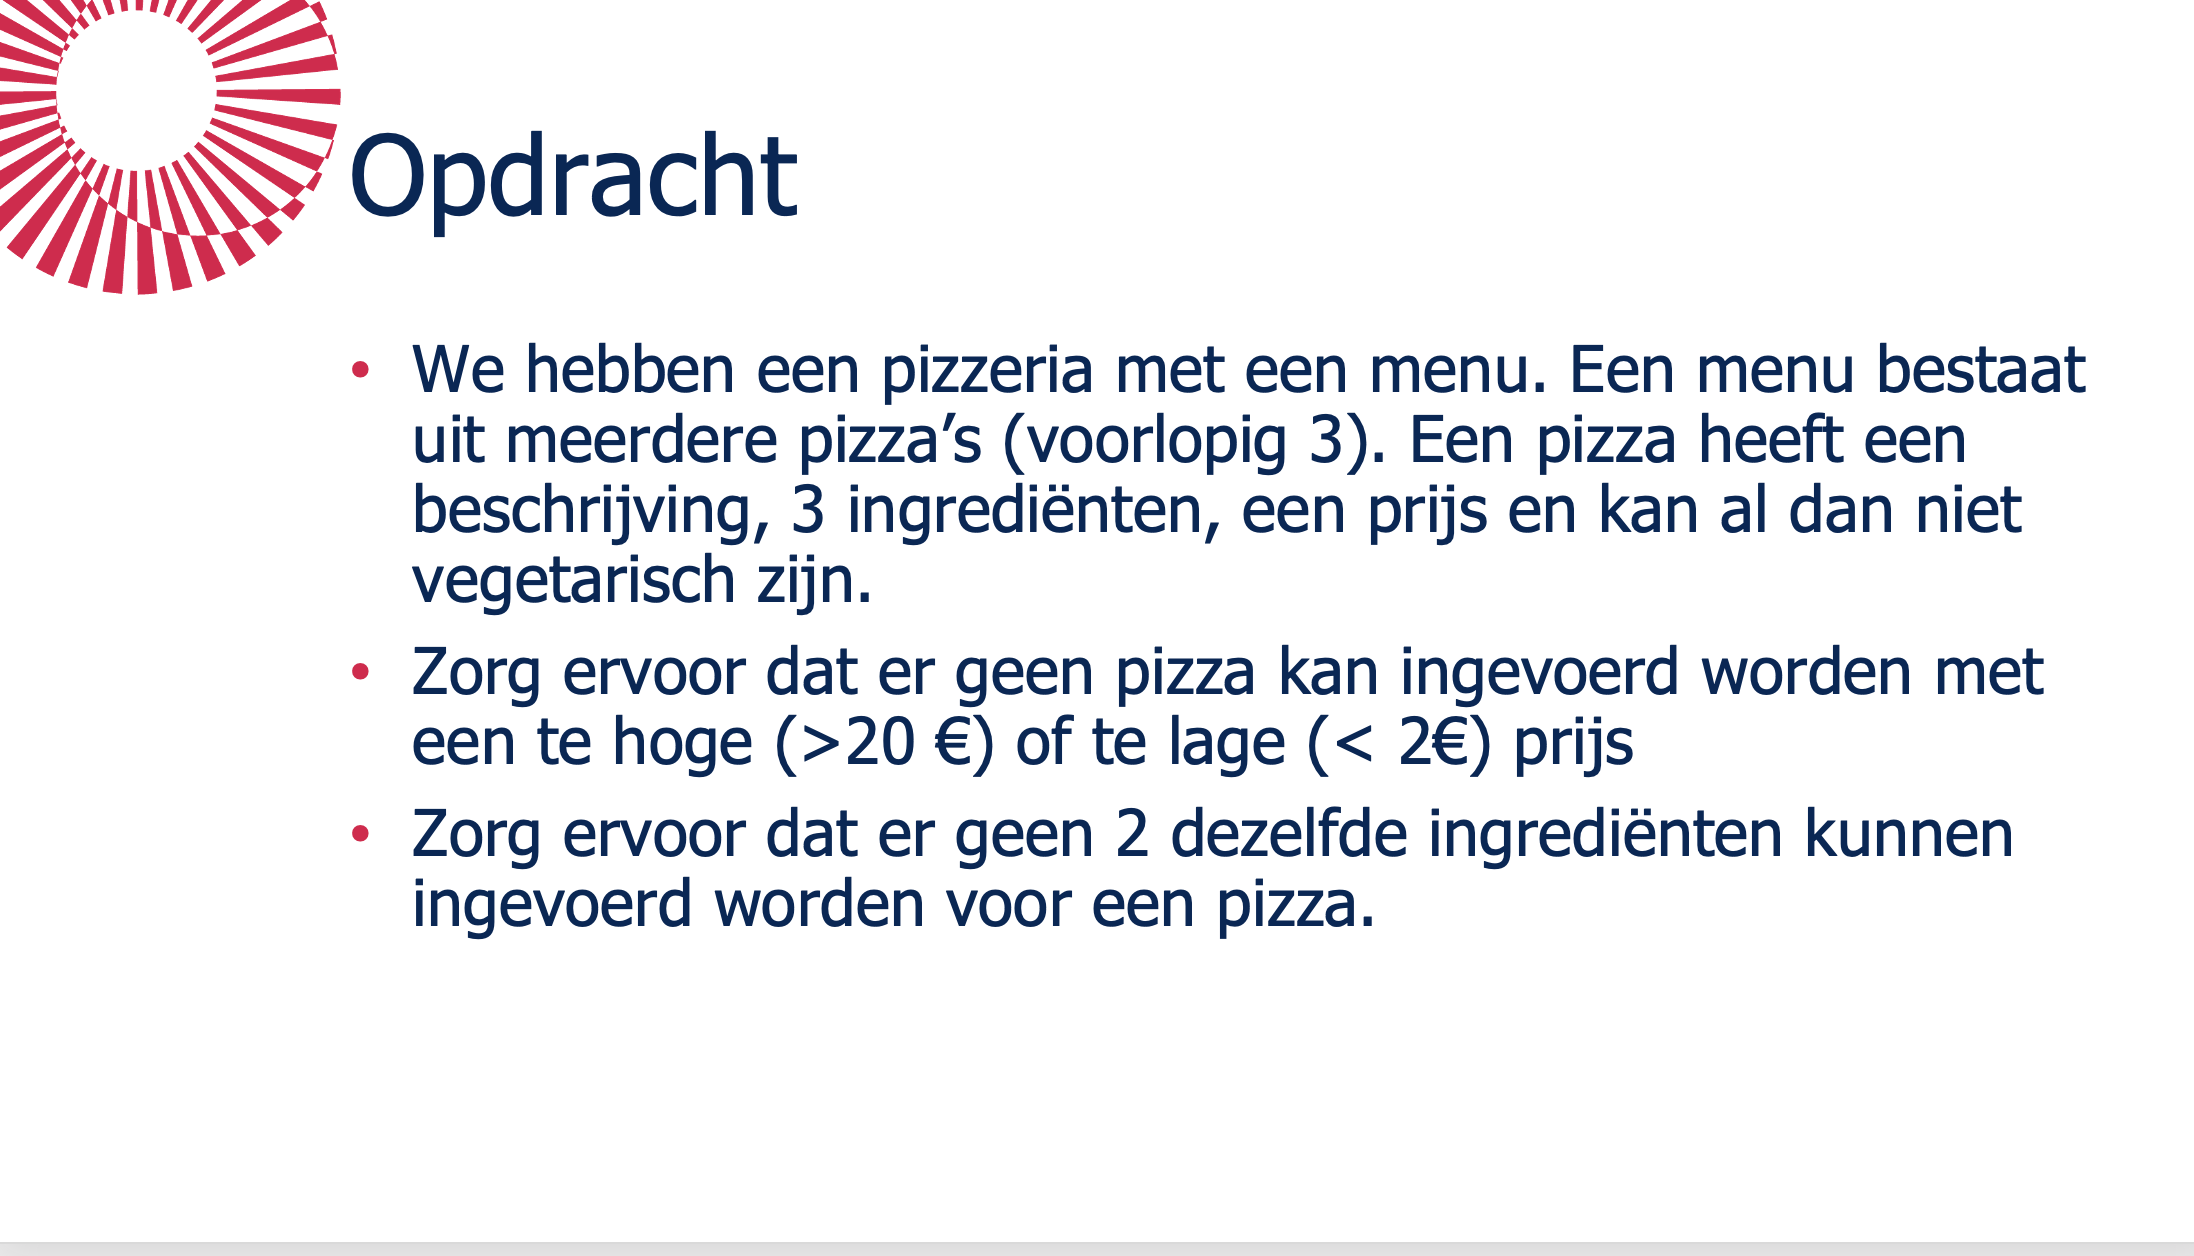 Opdracht
• We hebben een pizzeria met een menu. Een menu bestaat
uit meerdere pizza’s (voorlopig 3). Een pizza heeft een
beschrijving, 3 ingrediënten, een prijs en kan al dan niet
vegetarisch zijn.
• Zorg ervoor dat er geen pizza kan ingevoerd worden met
een te hoge (>20 €) of te lage (< 2€) prijs
• Zorg ervoor dat er geen 2 dezelfde ingrediënten kunnen
ingevoerd worden voor een pizza.